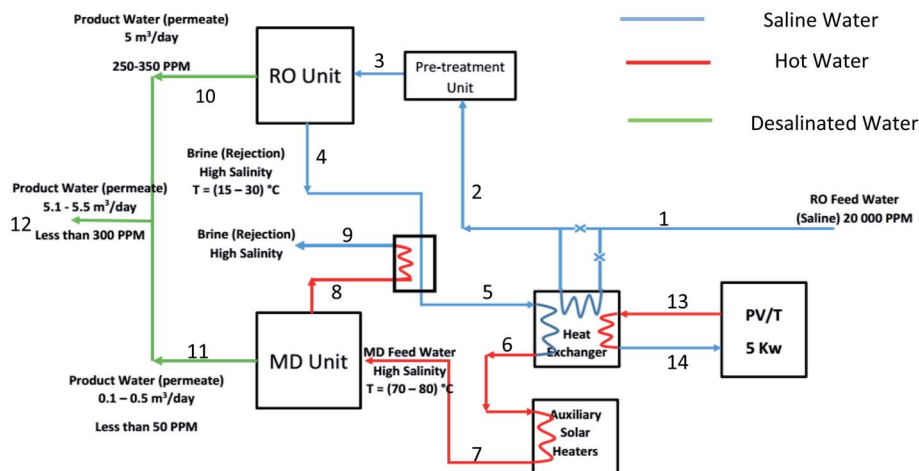 Product Water (permeate)
5 m³/day
250-350 PPM
10
RO Unit
3
Pre-treatment
Unit
Saline Water
Hot Water
Desalinated Water
4
Brine (Rejection)
High Salinity
T = (15 – 30) °C
2
Product Water (permeate)
5.1 - 5.5 m³/day
12
Less than 300 PPM
Brine (Rejection)
High Salinity
9
8
1
RO Feed Water
(Saline) 20 000 PPM
5
Heat
Exchanger
13
14
PV/T
5 Kw
6
11
MD Unit
MD Feed Water
High Salinity
T = (70 – 80) °C
Product Water (permeate)
0.1 – 0.5 m³/day
Less than 50 PPM
7
Auxiliary
Solar
Heaters